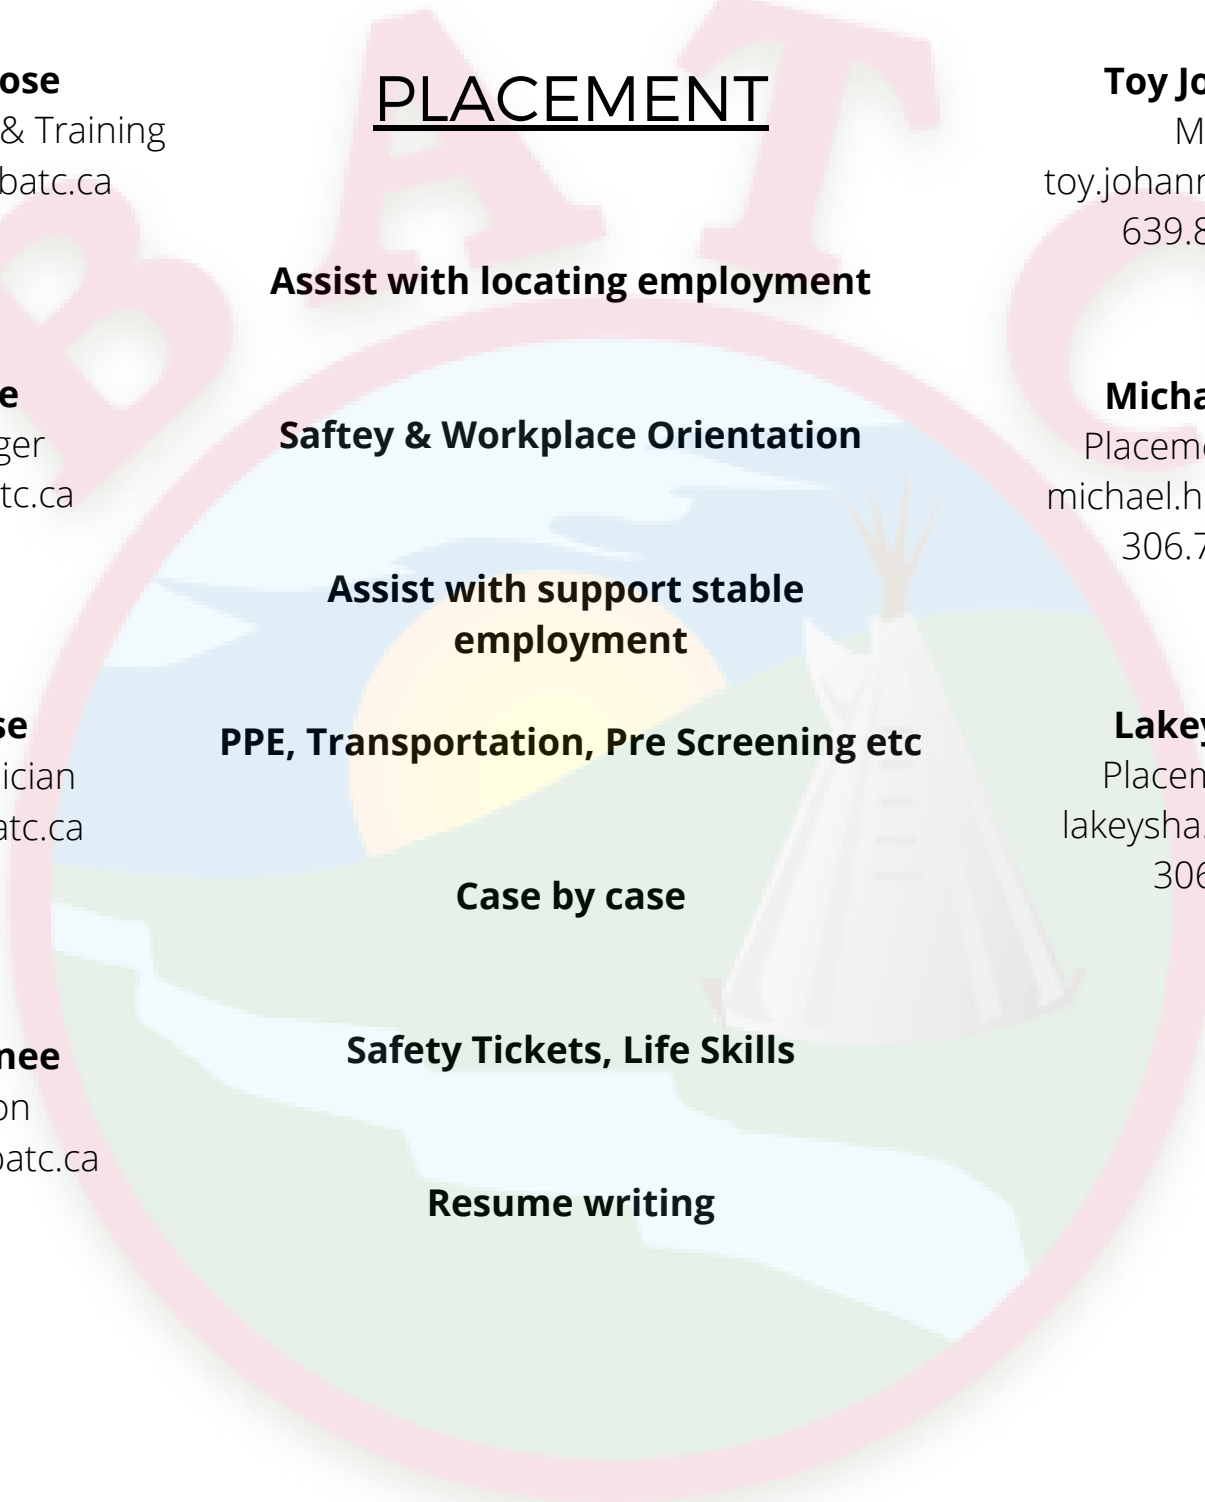 ose
& Training
batc.ca
e
ger
tc.ca
se
ician
atc.ca
nee
on
batc.ca
PLACEMENT
Assist with locating employment
Saftey & Workplace Orientation
Assist with support stable
employment
PPE, Transportation, Pre Screening etc
Case by case
Safety Tickets, Life Skills
Resume writing
Toy Jo
M
toy.johann
639.8
Micha
Placeme
michael.h
306.7
Lakey
Placem
lakeysha.
306
BATC